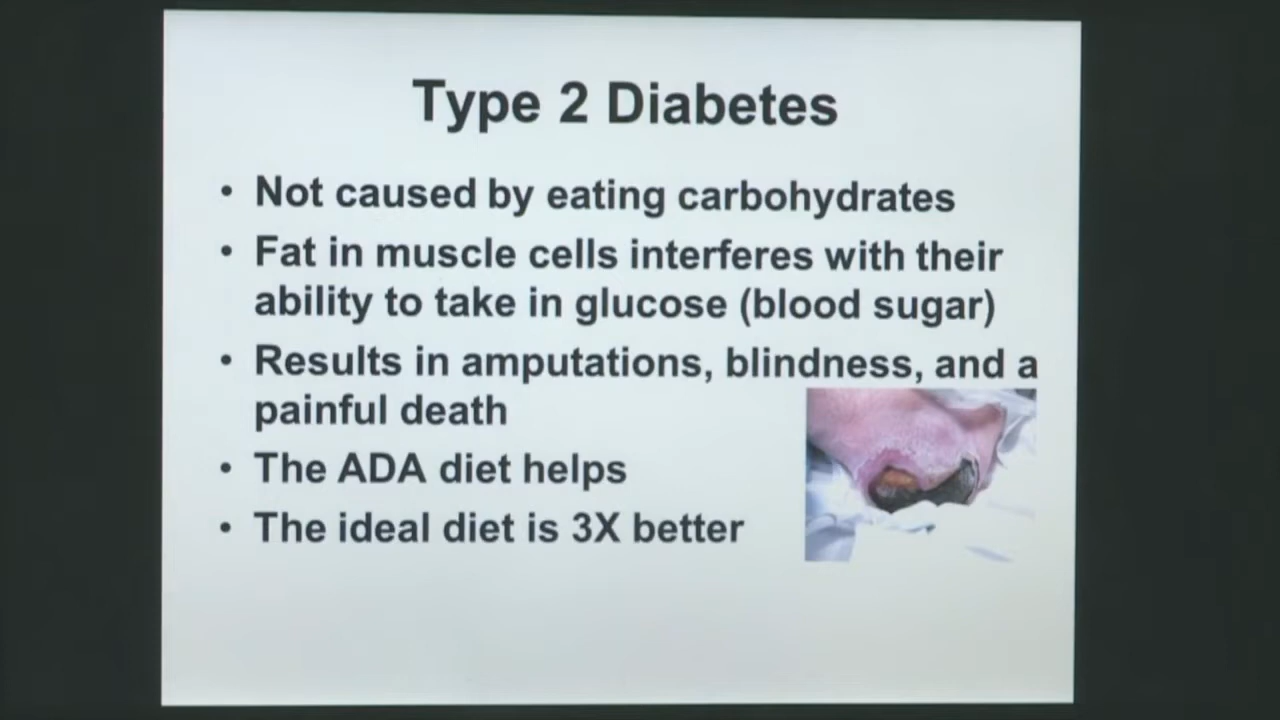 Type 2 Diabetes
• Not caused by eating carbohydrates
• Fat in muscle cells interferes with their
ability to take in glucose (blood sugar)
• Results in amputations, blindness, and a
painful death
• The ADA diet helps
• The ideal diet is 3X better